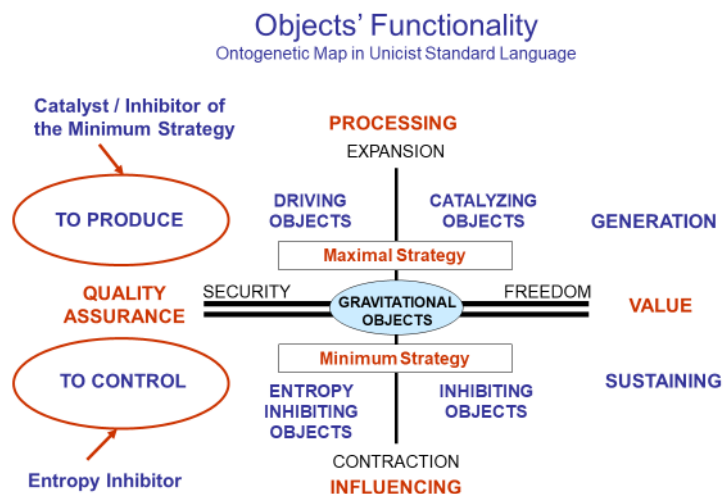 Objects' Functionality
Ontogenetic Map in Unicist Standard Language
Catalyst / Inhibitor of
the Minimum Strategy
PROCESSING
EXPANSION
TO PRODUCE
DRIVING
OBJECTS
CATALYZING
OBJECTS
GENERATION
Maximal Strategy
QUALITY
ASSURANCE
SECURITY
GRAVITATIONAL
OBJECTS
FREEDOM
VALUE
Minimum Strategy
TO CONTROL
ENTROPY
INHIBITING
OBJECTS
INHIBITING
OBJECTS
SUSTAINING
CONTRACTION
INFLUENCING
Entropy Inhibitor